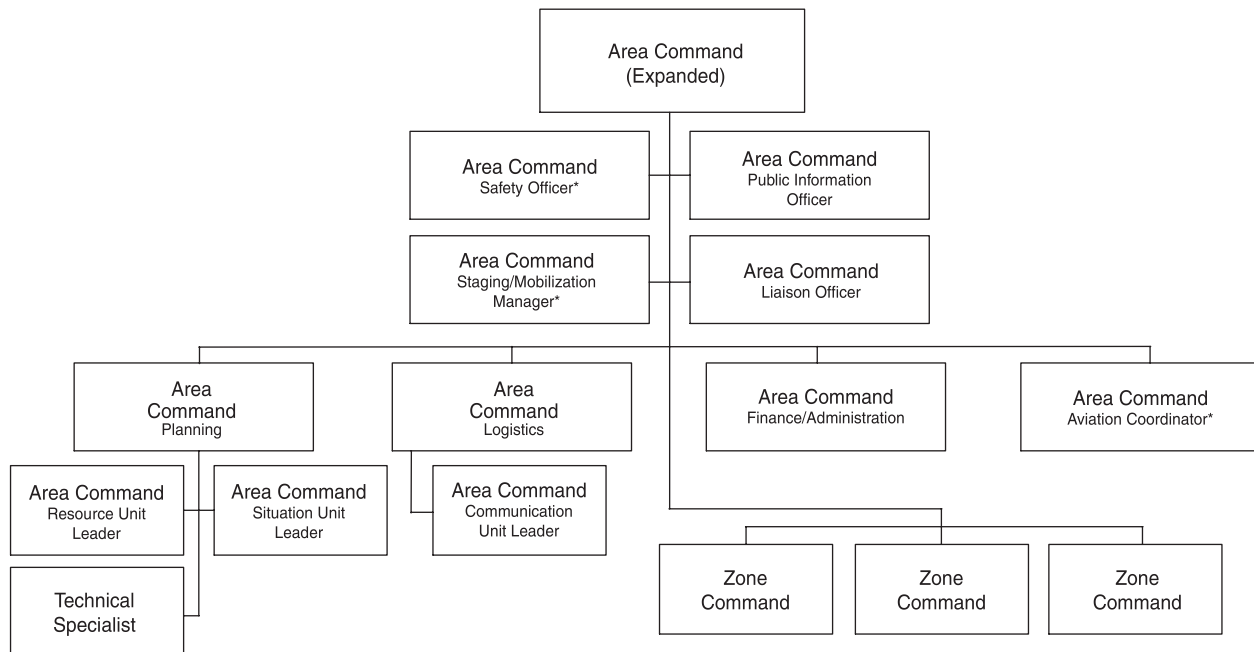 Area Command
(Expanded)
Area Command
Safety Officer*
Area Command
Public Information
Officer
Area Command
Staging/Mobilization
Manager*
Area Command
Liaison Officer
Area
Command
Planning
Area
Command
Logistics
Area Command
Finance/Administration
Area Command
Aviation Coordinator*
Area Command
Resource Unit
Leader
Area Command
Situation Unit
Leader
Area Command
Communication
Unit Leader
Technical
Specialist
Zone
Command
Zone
Command
Zone
Command